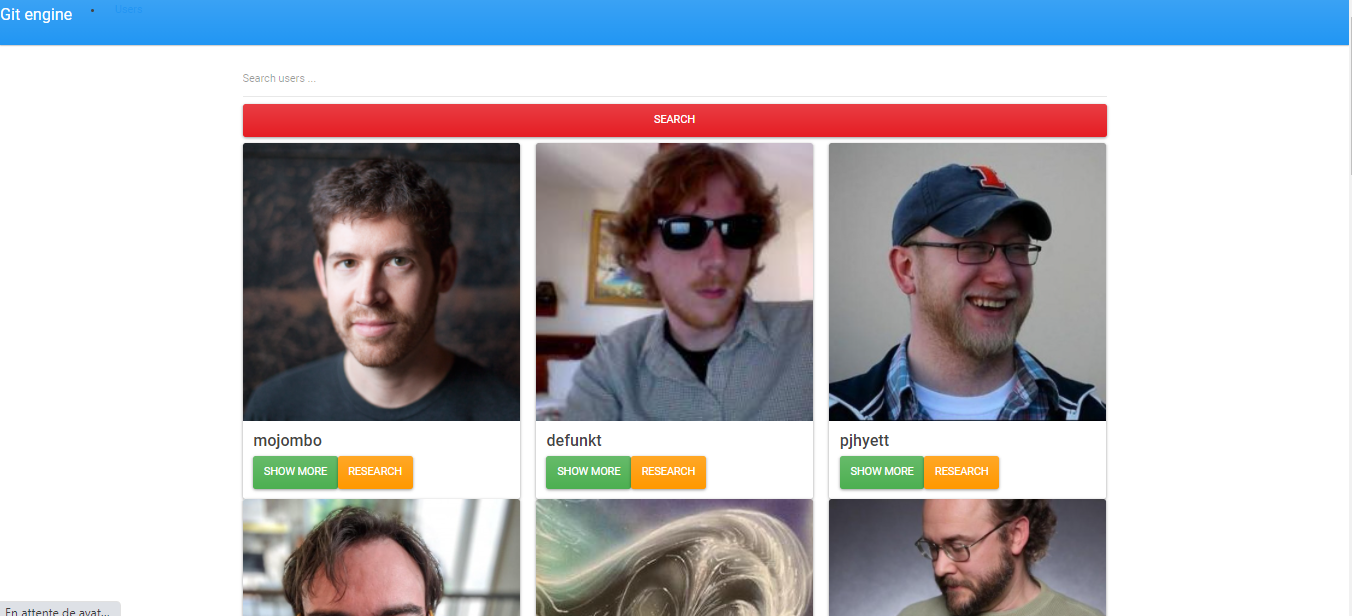 Git engine
Users
Search users ...
SEARCH
mojombo
defunkt
pjhyett
SHOW MORE RESEARCH
SHOW MORE RESEARCH
SHOW MORE RESEARCH
En attente de avat...